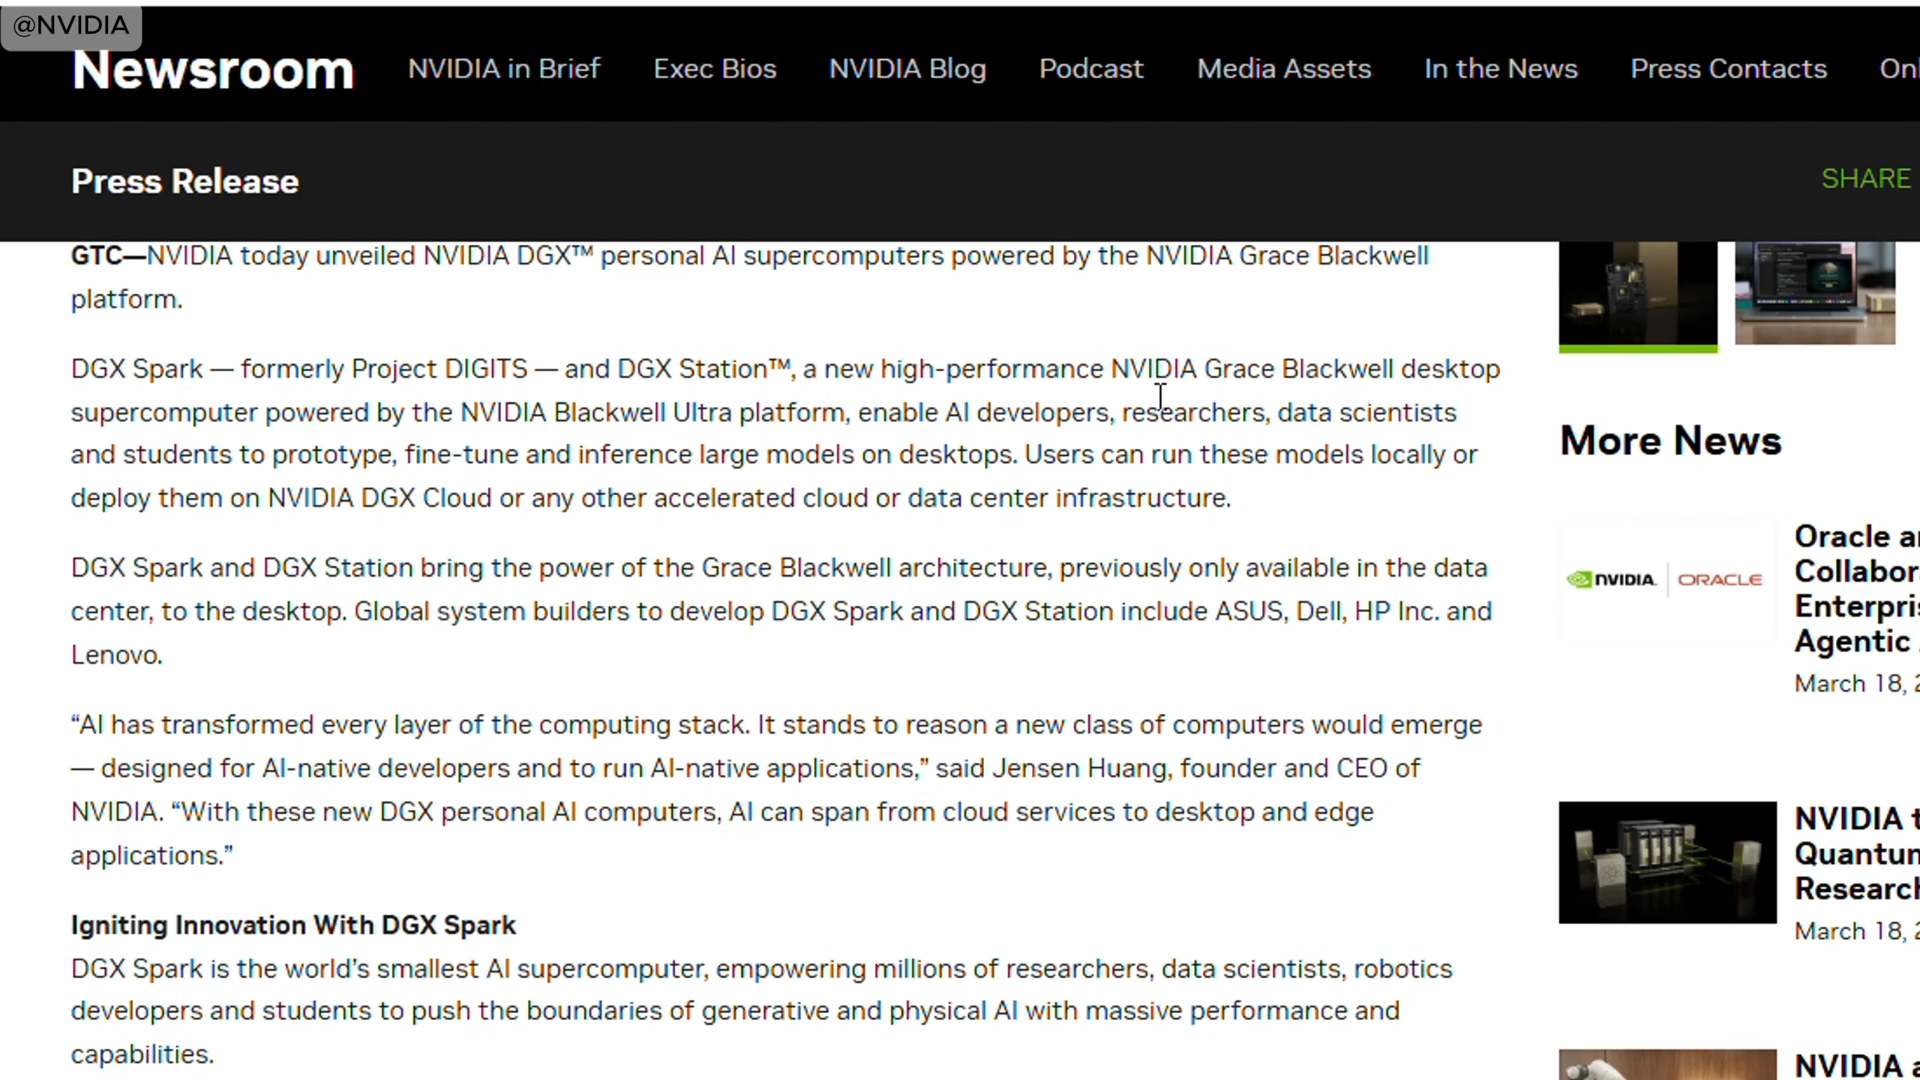 @NVIDIA
Newsroom
NVIDIA in Brief
Exec Bios
NVIDIA Blog
Podcast
Media Assets
In the News
Press Contacts
Press Release
SHARE
GTC—NVIDIA today unveiled NVIDIA DGX™ personal AI supercomputers powered by the NVIDIA Grace Blackwell
platform.
DGX Spark — formerly Project DIGITS — and DGX Station™, a new high-performance NVIDIA Grace Blackwell desktop
supercomputer powered by the NVIDIA Blackwell Ultra platform, enable AI developers, researchers, data scientists
and students to prototype, fine-tune and inference large models on desktops. Users can run these models locally or
deploy them on NVIDIA DGX Cloud or any other accelerated cloud or data center infrastructure.
DGX Spark and DGX Station bring the power of the Grace Blackwell architecture, previously only available in the data
center, to the desktop. Global system builders to develop DGX Spark and DGX Station include ASUS, Dell, HP Inc. and
Lenovo.
“AI has transformed every layer of the computing stack. It stands to reason a new class of computers would emerge
— designed for AI-native developers and to run AI-native applications,” said Jensen Huang, founder and CEO of
NVIDIA. “With these new DGX personal AI computers, AI can span from cloud services to desktop and edge
applications.”
Igniting Innovation With DGX Spark
DGX Spark is the world’s smallest AI supercomputer, empowering millions of researchers, data scientists, robotics
developers and students to push the boundaries of generative and physical AI with massive performance and
capabilities.
More News
NVIDIA. ORACLE
Oracle
Agentic
March 18,
NVIDIA
March 18,
NVIDIA